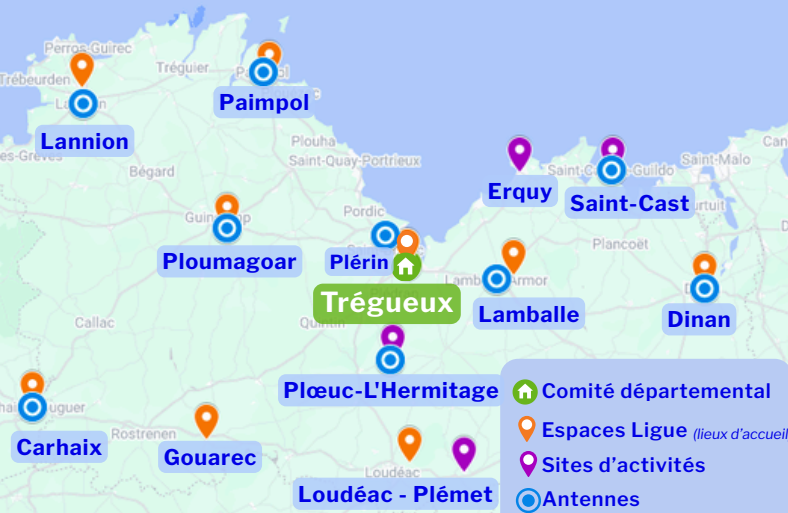 Perros-Guirec
Trébeurden
Tréguier
Paimpol
Lannion
Plouha
Saint-Quay-Portrieux
Bégard
Erquy
Saint-Malo
Saint-Cast
Pordic
Ploumagoar
Plérin
Plancoët
Trégueux
Lamballe
Dinan
Callac
Quintin
Plœuc-L'Hermitage
Comité départemental
Carhaix
Rostrenen
Gouarec
Espaces Ligue (lieux d'accueil
Sites d'activités
Loudéac
Loudéac - Plémet
Antennes